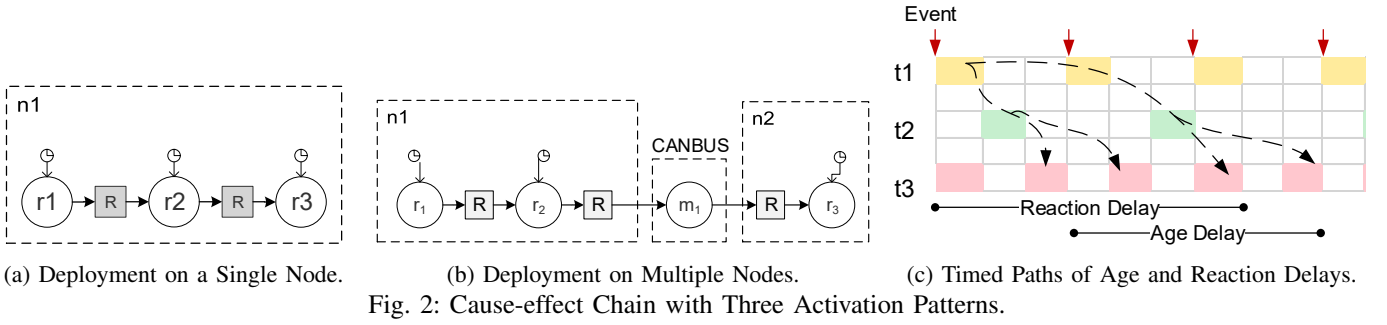 n1
r1
R
r2
R
r3
(a) Deployment on a Single Node.
n1
r1
R
r2
R
CANBUS
m1
n2
R
r3
(b) Deployment on Multiple Nodes.
Event
t1
t2
t3
Reaction Delay
Age Delay
(c) Timed Paths of Age and Reaction Delays.
Fig. 2: Cause-effect Chain with Three Activation Patterns.